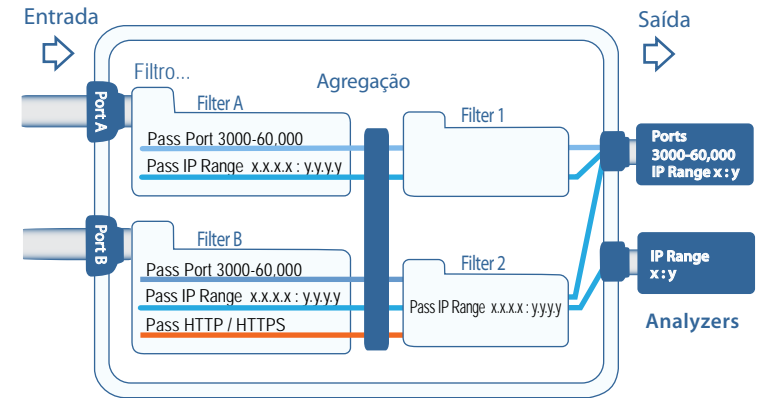 Entrada
Saída
Filtro...
Agregação
Port A
Filter A
Pass Port 3000-60,000
Pass IP Range x.x.x.x : y.y.y.y
Filter 1
Ports
3000-60,000
IP Range x : y
Port B
Filter B
Pass Port 3000-60,000
Pass IP Range x.x.x.x : y.y.y.y
Pass HTTP / HTTPS
Filter 2
Pass IP Range x.x.x.x : y.y.y.y
IP Range
x : y
Analyzers